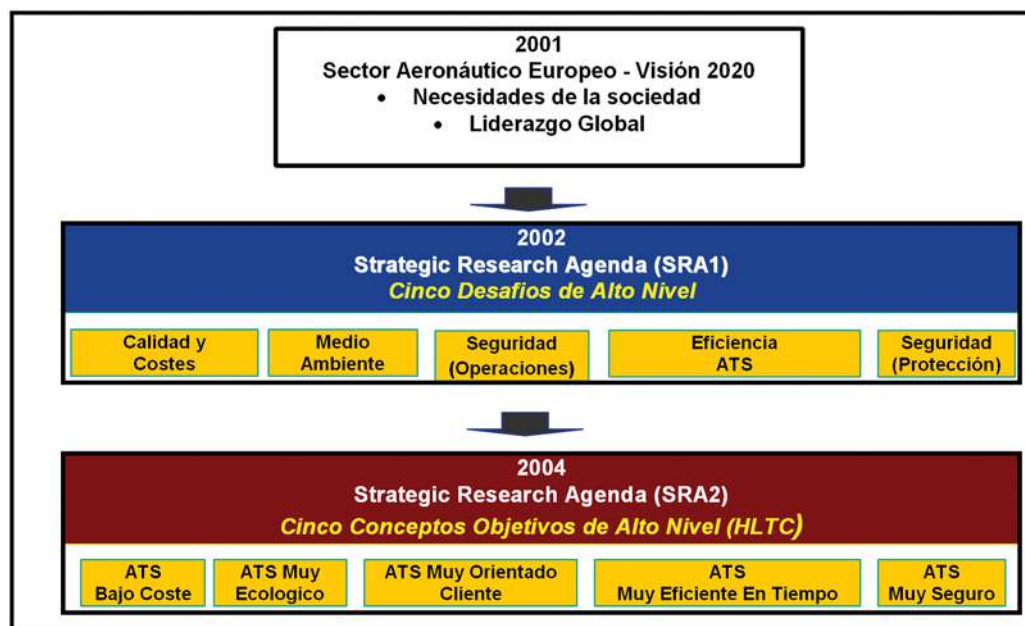 2001
Sector Aeronáutico Europeo - Visión 2020
• Necesidades de la sociedad
• Liderazgo Global
2002
Strategic Research Agenda (SRA1)
Cinco Desafios de Alto Nivel
Calidad y
Costes
Medio
Ambiente
Seguridad
(Operaciones)
Eficiencia
ATS
Seguridad
(Protección)
2004
Strategic Research Agenda (SRA2)
Cinco Conceptos Objetivos de Alto Nivel (HLTC)
ATS
Bajo Coste
ATS Muy
Ecologico
ATS Muy Orientado
Cliente
ATS
Muy Eficiente En Tiempo
ATS
Muy Seguro